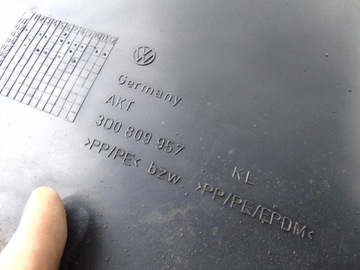 Germany
AKT
3D0 809 957
KL
>PP/PE< bzw. >PP/PE/EPDM<